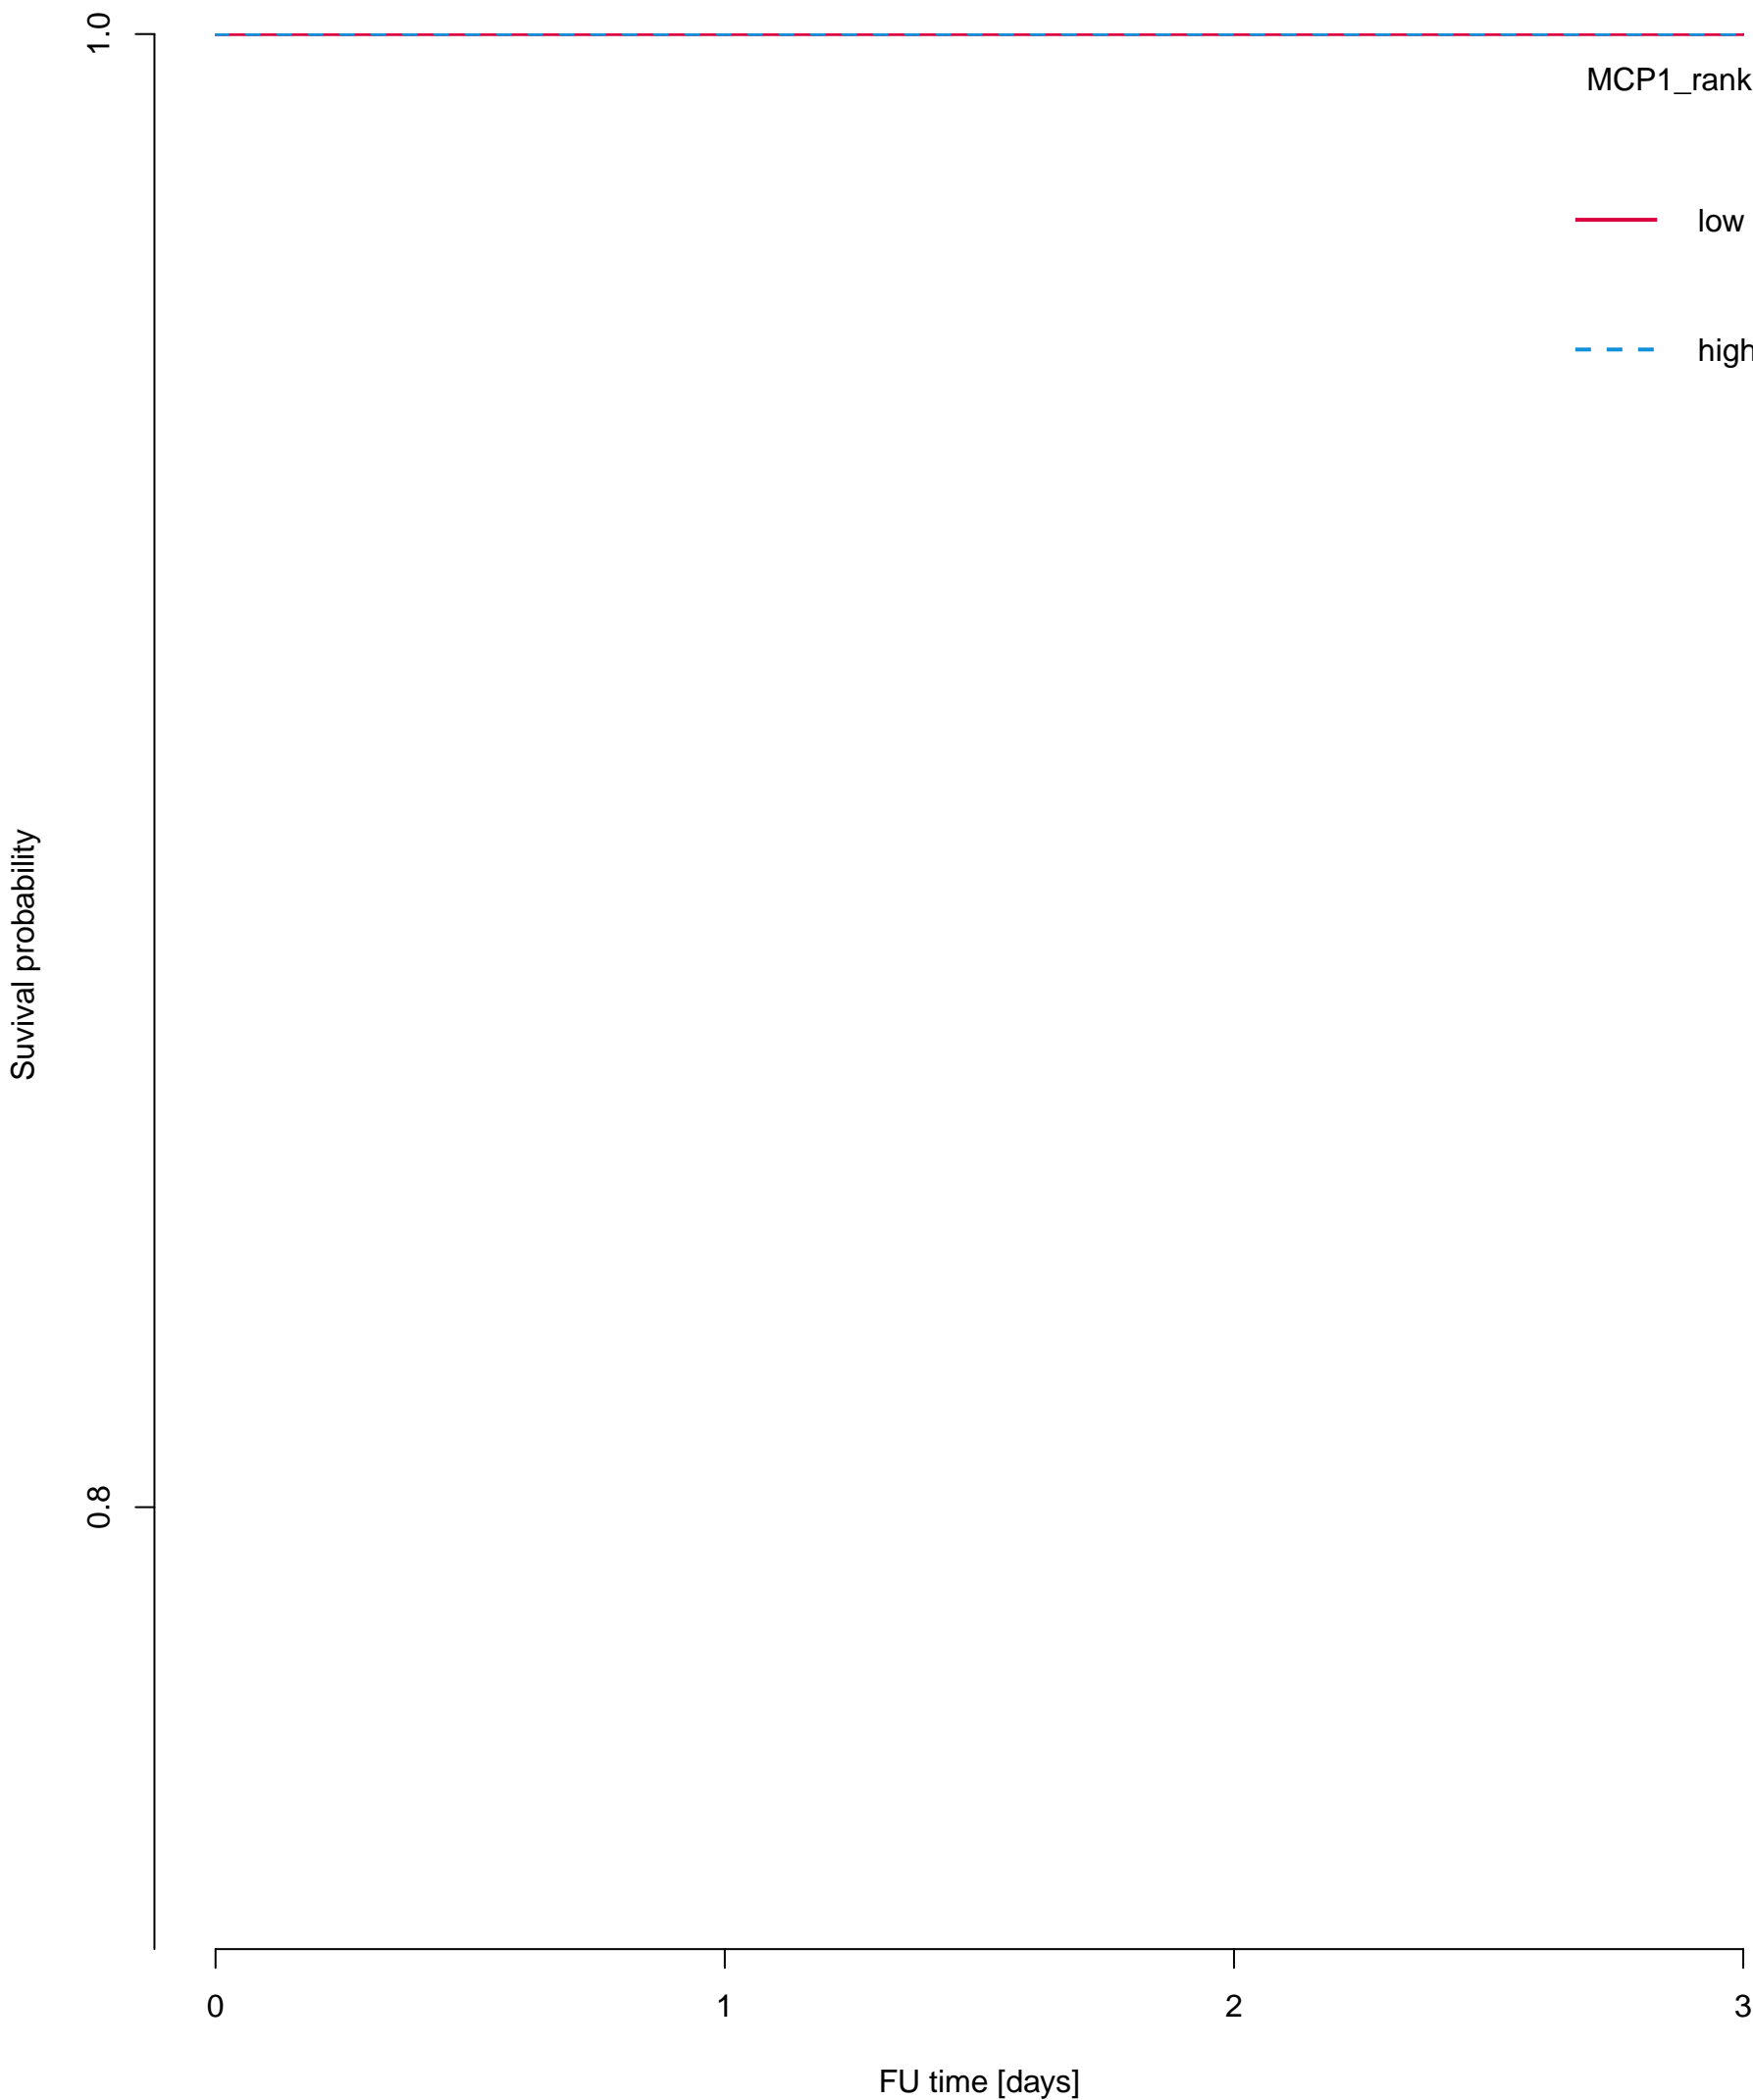 1.0
MCP1_rank
low
high
Suvival probability
0.8
0
1
2
3
FU time [days]